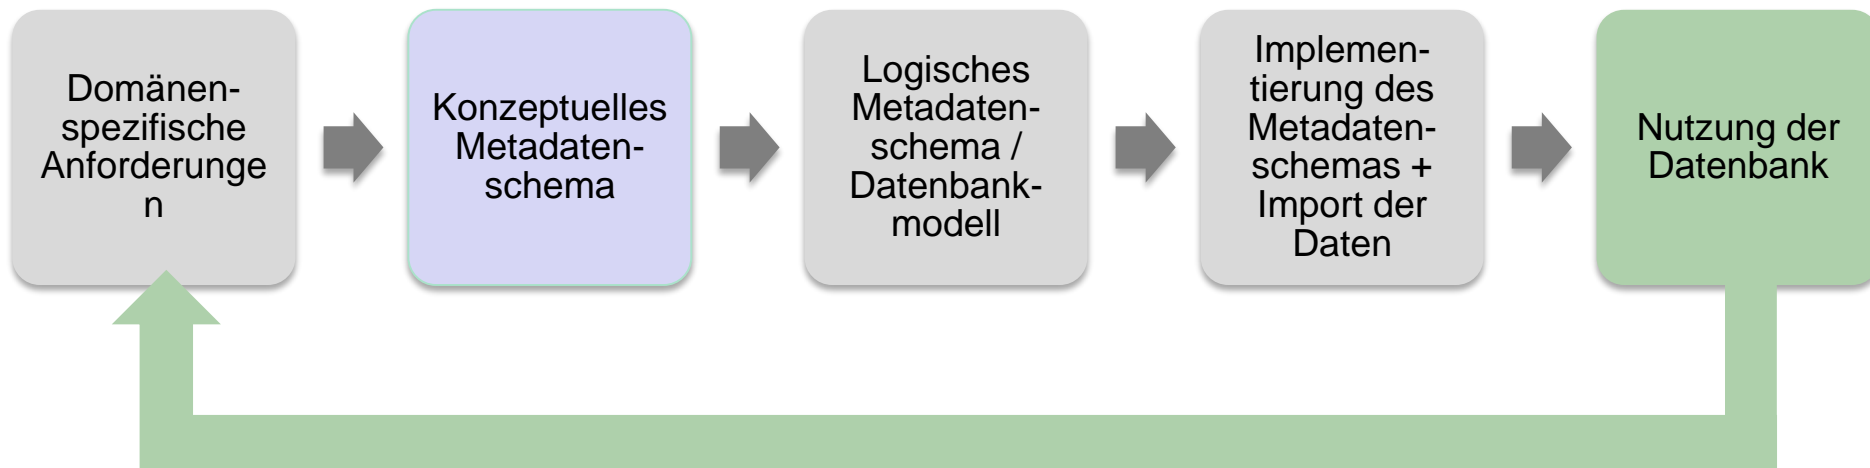 Domänen-
spezifische
Anforderunge
n
Konzeptuelles
Metadaten-
schema
Logisches
Metadaten-
schema /
Datenbank-
modell
Implemen-
tierung des
Metadaten-
schemas +
Import der
Daten
Nutzung der
Datenbank